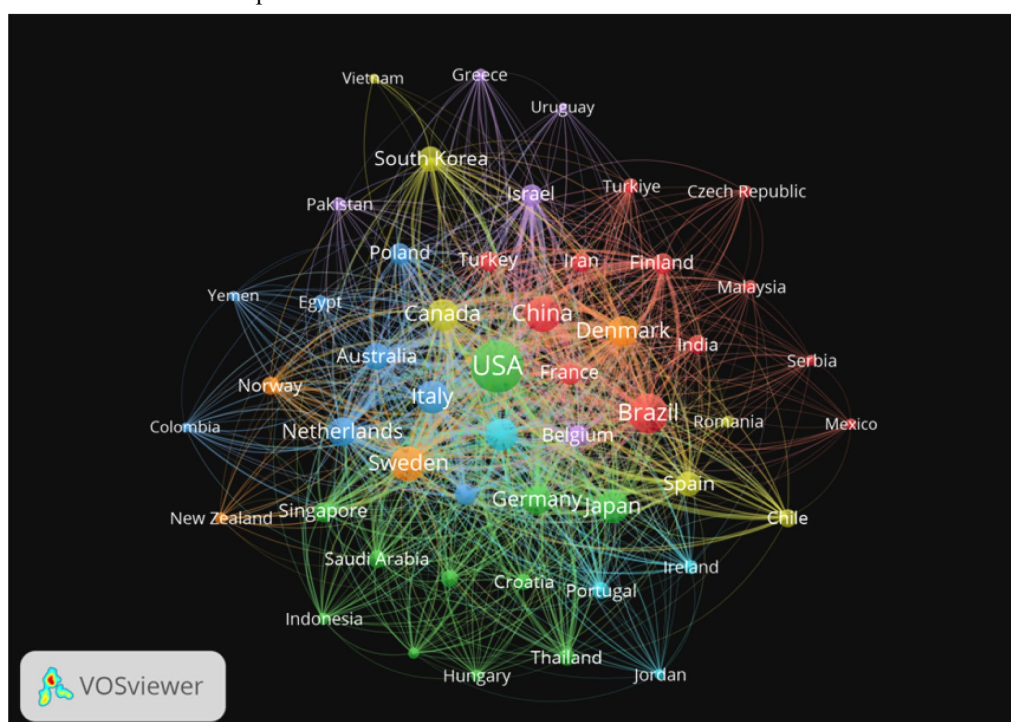 Vietnam
Greece
Uruguay
South Korea
Israel
Turkiye
Czech Republic
Pakistan
Poland
Turkey
Iran
Finland
Malaysia
Yemen
Egypt
Canada
China
Denmark
India
Australia
USA
France
Serbia
Norway
Italy
Brazil
Romania
Mexico
Colombia
Netherlands
Belgium
Sweden
Spain
Germany
Japan
Singapore
New Zealand
Chile
Saudi Arabia
Croatia
Portugal
Ireland
Indonesia
Thailand
Hungary
Jordan
VOSviewer